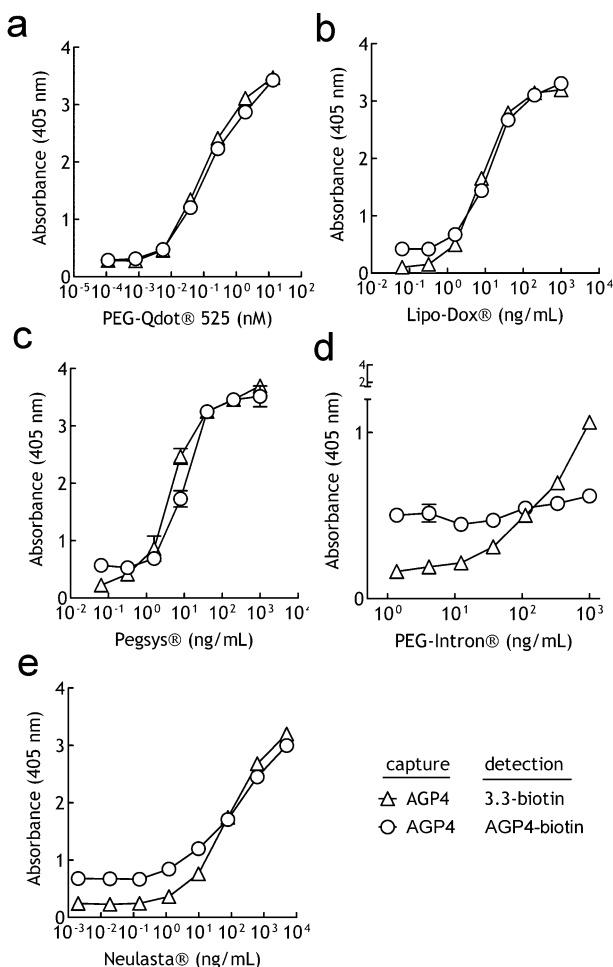 a
Absorbance (405 nm)
4
3
2
1
0
10-5 10-4 10-3 10-2 10-1 100 101 102
PEG-Qdot® 525 (nM)
b
Absorbance (405 nm)
4
3
2
1
0
10-2 10-1 100 101 102 103 104
Lipo-Dox® (ng/mL)
c
Absorbance (405 nm)
4
3
2
1
0
10-2 10-1 100 101 102 103
Pegsys® (ng/mL)
d
Absorbance (405 nm)
4
2
1
0
100 101 102 103
PEG-Intron® (ng/mL)
e
Absorbance (405 nm)
4
3
2
1
0
10-3 10-2 10-1 100 101 102 103 104
Neulasta® (ng/mL)
capture detection
AGP4 3.3-biotin
AGP4 AGP4-biotin